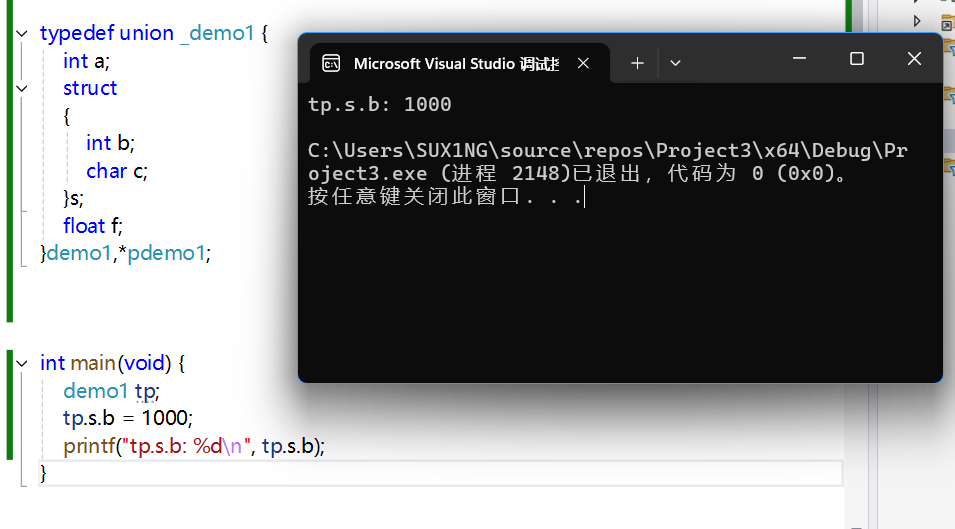 typedef union _demo1 {
int a;
struct
{
int b;
char c;
}s;
float f;
}demo1,*pdemo1;
int main(void) {
demo1 tp;
tp.s.b = 1000;
printf("tp.s.b: %d\n", tp.s.b);
}
Microsoft Visual Studio 调试
tp.s.b: 1000
C:\Users\SUX1NG\source\repos\Project3\x64\Debug\Pr
oject3.exe (进程 2148)已退出，代码为 0 (0x0)。
按任意键关闭此窗口. . .